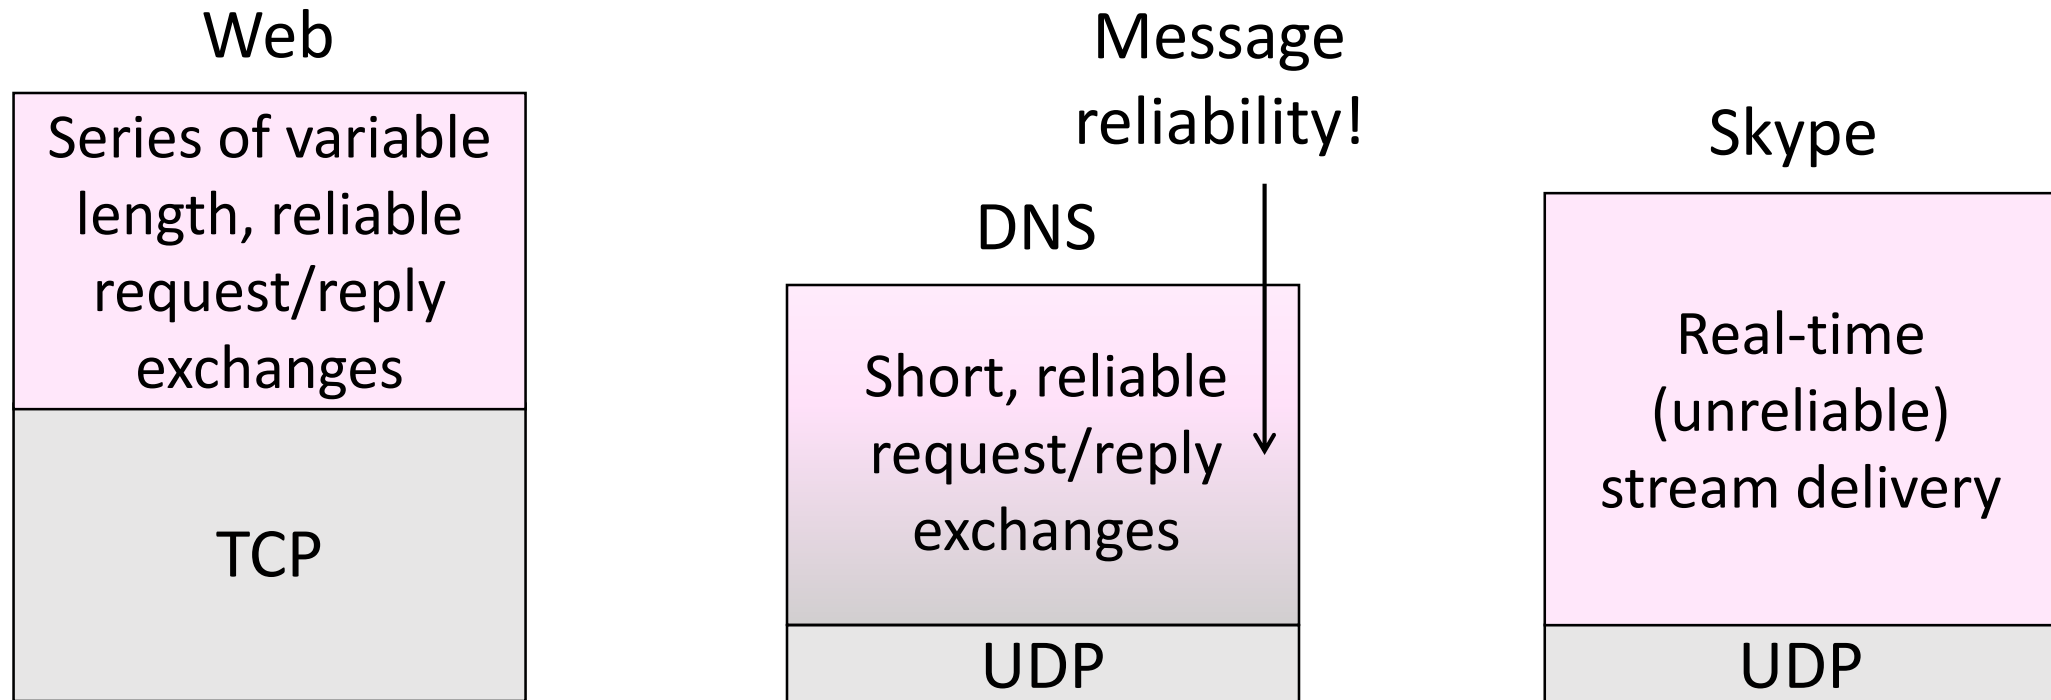 Web
Series of variable
length, reliable
request/reply
exchanges
TCP
Message
reliability!
DNS
Short, reliable
request/reply
exchanges
UDP
Skype
Real-time
(unreliable)
stream delivery
UDP